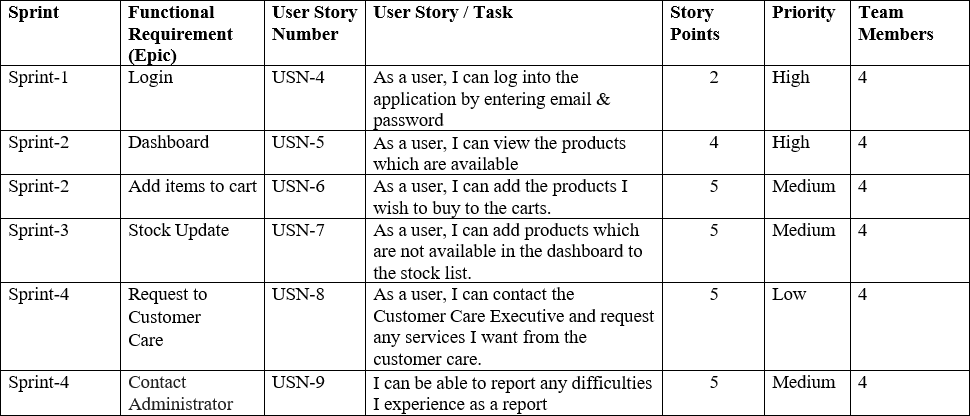 Sprint Functional Requirement (Epic) User Story Number User Story / Task Story Points Priority Team Members
Sprint-1 Login USN-4 As a user, I can log into the application by entering email & password 2 High 4
Sprint-2 Dashboard USN-5 As a user, I can view the products which are available 4 High 4
Sprint-2 Add items to cart USN-6 As a user, I can add the products I wish to buy to the carts. 5 Medium 4
Sprint-3 Stock Update USN-7 As a user, I can add products which are not available in the dashboard to the stock list. 5 Medium 4
Sprint-4 Request to Customer Care USN-8 As a user, I can contact the Customer Care Executive and request any services I want from the customer care. 5 Low 4
Sprint-4 Contact Administrator USN-9 I can be able to report any difficulties I experience as a report 5 Medium 4